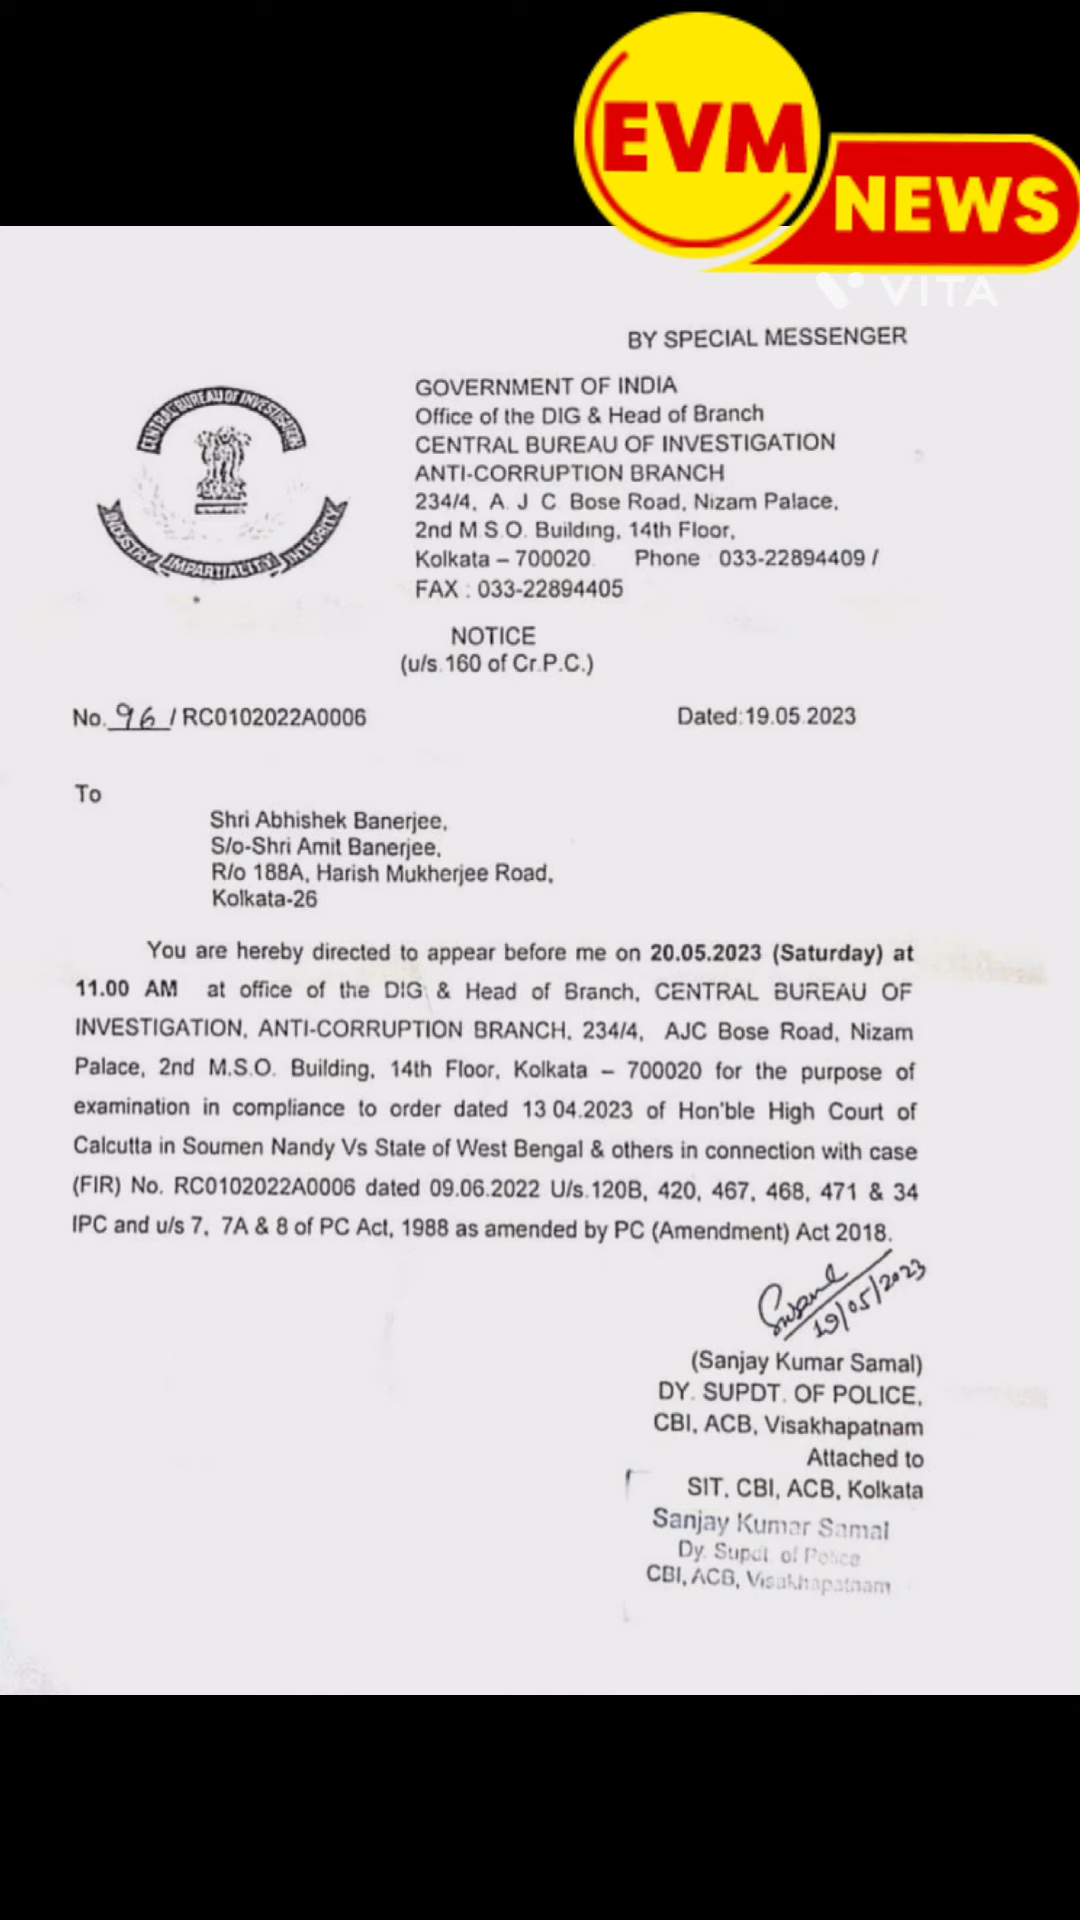 EVM
NEWS
VITA
BY SPECIAL MESSENGER
CENTRAL BUREAU OF INVESTIGATION
INDUSTRY IMPARTIALITY INTEGRITY
GOVERNMENT OF INDIA
Office of the DIG & Head of Branch
CENTRAL BUREAU OF INVESTIGATION
ANTI-CORRUPTION BRANCH
234/4, A. J C. Bose Road, Nizam Palace,
2nd M.S.O. Building, 14th Floor,
Kolkata – 700020. Phone 033-22894409 /
FAX : 033-22894405
NOTICE
(u/s.160 of Cr.P.C.)
No. 96 / RC0102022A0006 Dated:19.05.2023
To
Shri Abhishek Banerjee,
S/o-Shri Amit Banerjee,
R/o 188A, Harish Mukherjee Road,
Kolkata-26
You are hereby directed to appear before me on 20.05.2023 (Saturday) at
11.00 AM at office of the DIG & Head of Branch, CENTRAL BUREAU OF
INVESTIGATION, ANTI-CORRUPTION BRANCH, 234/4, AJC Bose Road, Nizam
Palace, 2nd M.S.O. Building, 14th Floor, Kolkata – 700020 for the purpose of
examination in compliance to order dated 13.04.2023 of Hon'ble High Court of
Calcutta in Soumen Nandy Vs State of West Bengal & others in connection with case
(FIR) No. RC0102022A0006 dated 09.06.2022 U/s.120B, 420, 467, 468, 471 & 34
IPC and u/s 7, 7A & 8 of PC Act, 1988 as amended by PC (Amendment) Act 2018.
19/05/2023
(Sanjay Kumar Samal)
DY. SUPDT. OF POLICE,
CBI, ACB, Visakhapatnam
Attached to
SIT, CBI, ACB, Kolkata
Sanjay Kumar Samal
Dy. Supdt. of Police
CBI, ACB, Visakhapatnam